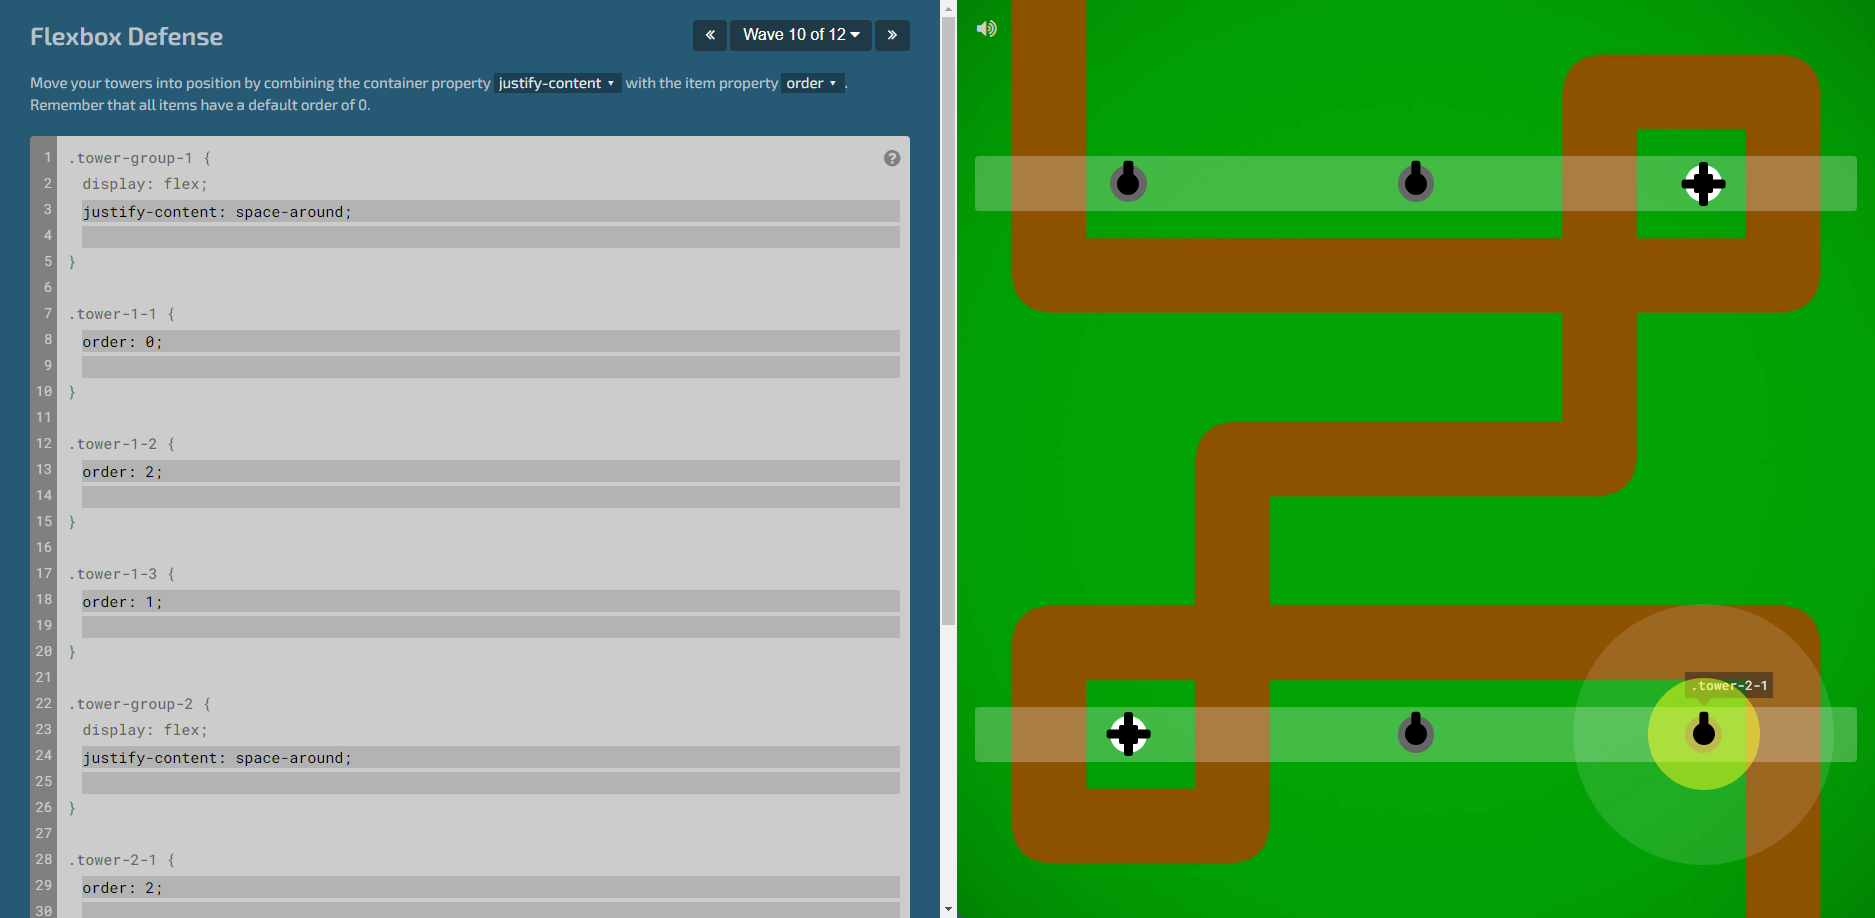 Flexbox Defense
«
Wave 10 of 12
»
Move your towers into position by combining the container property justify-content with the item property order.
Remember that all items have a default order of 0.
1 .tower-group-1 {
2 display: flex;
3 justify-content: space-around;
4
5 }
6
7 .tower-1-1 {
8 order: 0;
9
10 }
11
12 .tower-1-2 {
13 order: 2;
14
15 }
16
17 .tower-1-3 {
18 order: 1;
19
20 }
21
22 .tower-group-2 {
23 display: flex;
24 justify-content: space-around;
25
26 }
27
28 .tower-2-1 {
29 order: 2;
30
?
.tower-2-1